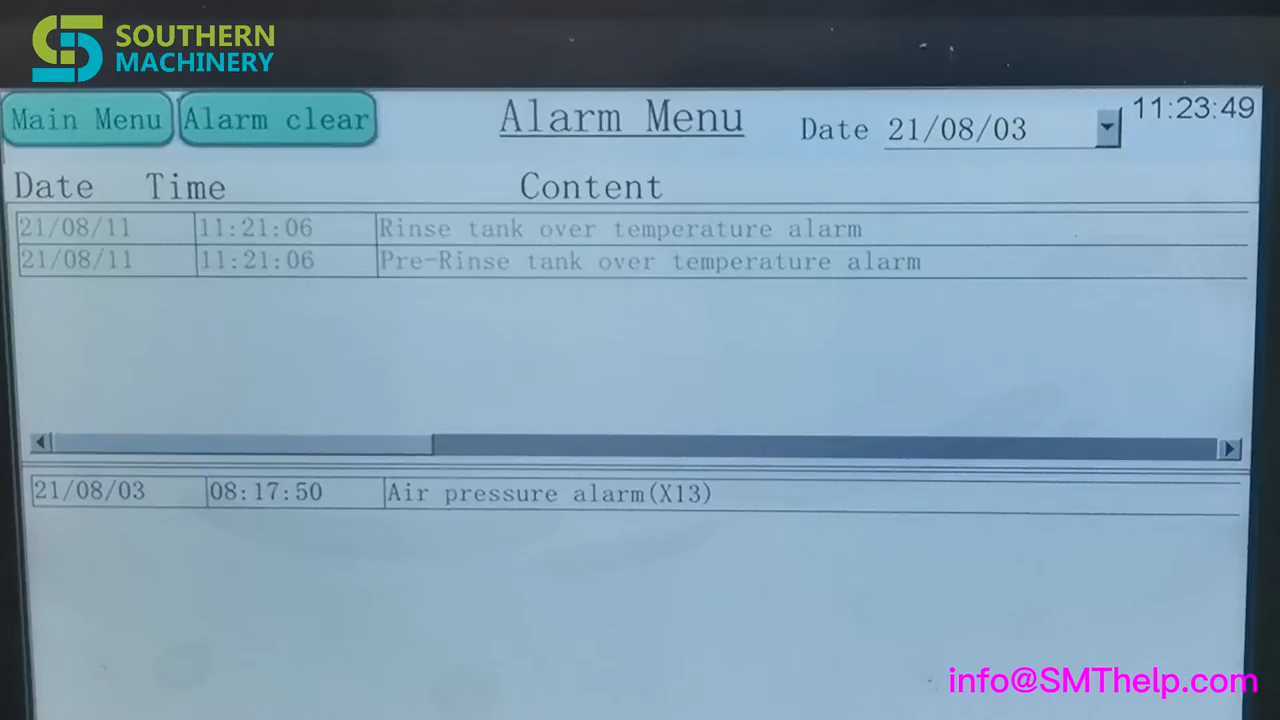 SOUTHERN
MACHINERY
Main Menu Alarm clear Alarm Menu Date 21/08/03 11:23:49
Date Time Content
21/08/11 11:21:06 Rinse tank over temperature alarm
21/08/11 11:21:06 Pre-Rinse tank over temperature alarm
21/08/03 08:17:50 Air pressure alarm(X13)
info@SMThelp.com